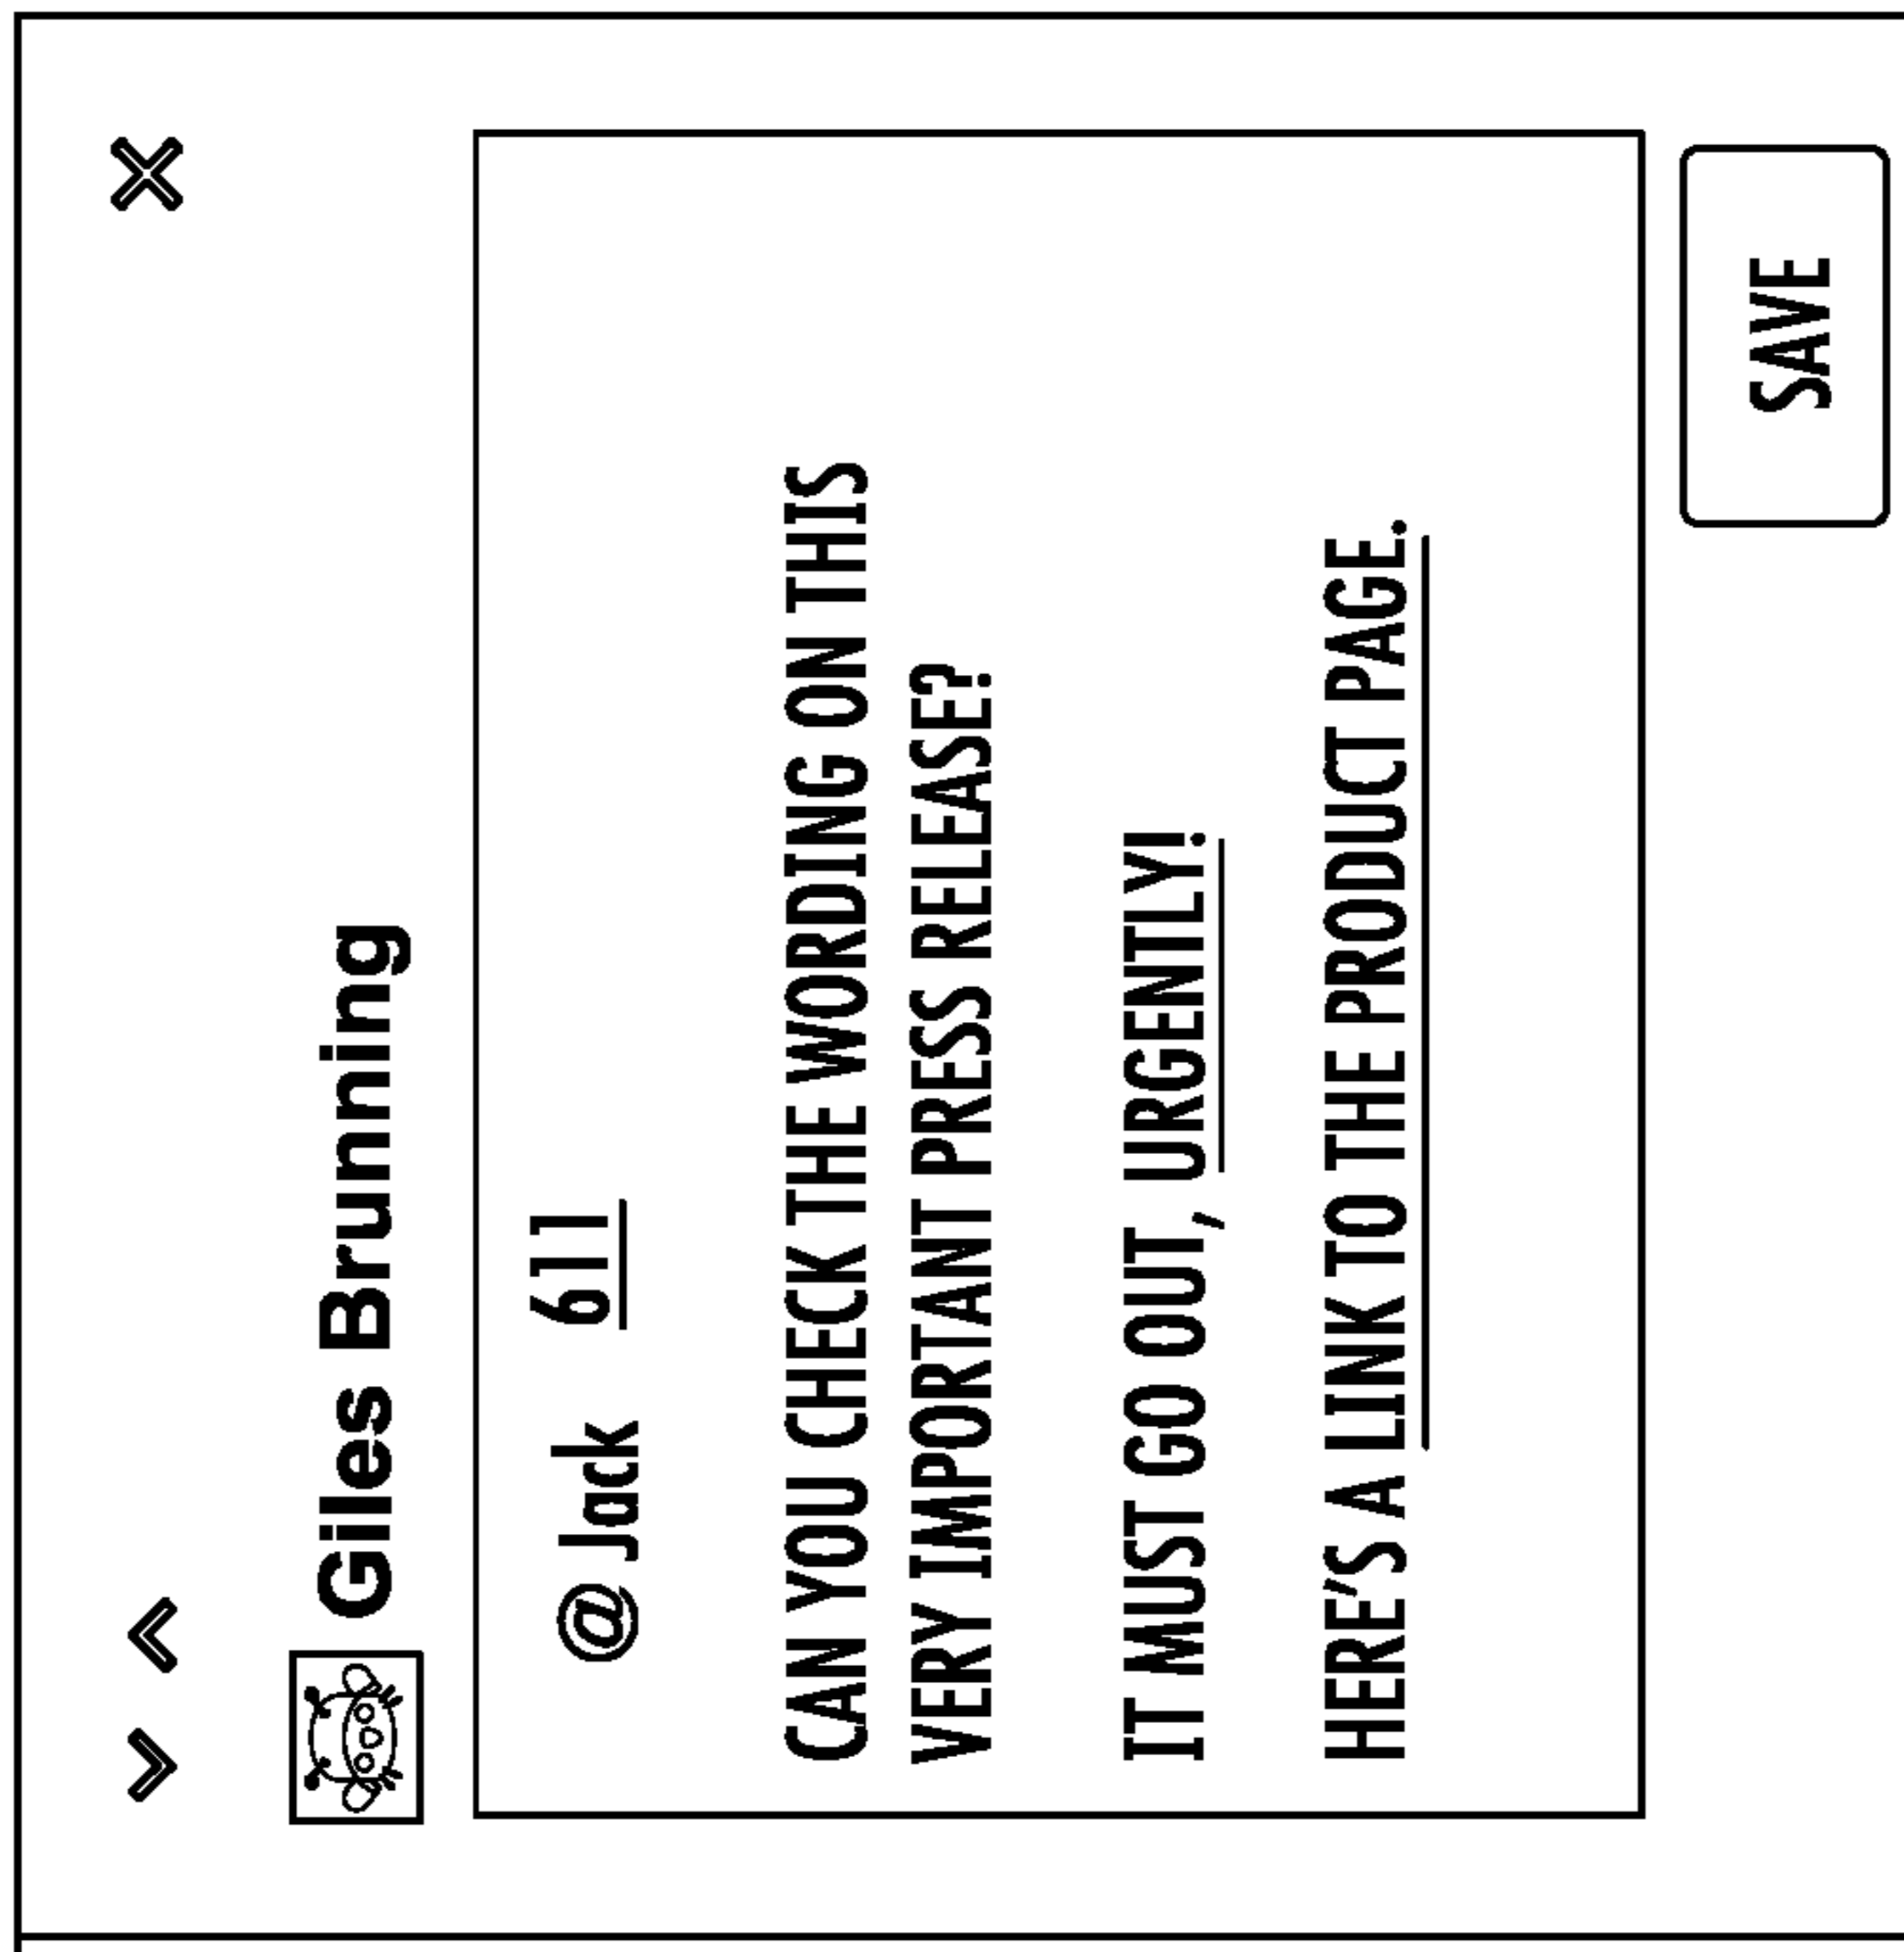 Giles Brunning
@Jack 611
CAN YOU CHECK THE WORDING ON THIS
VERY IMPORTANT PRESS RELEASE?
IT MUST GO OUT, URGENTLY!
HERE'S A LINK TO THE PRODUCT PAGE.
SAVE